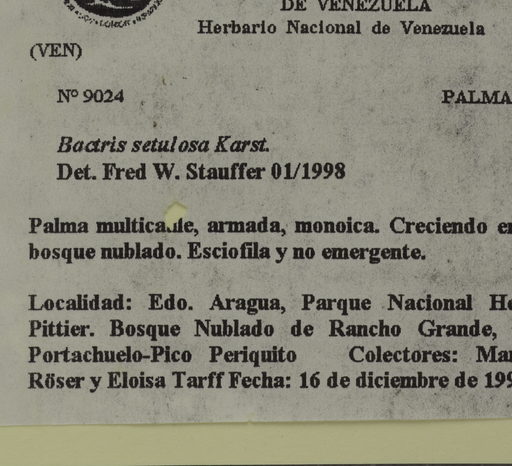 DE VENEZUELA
Herbario Nacional de Venezuela
(VEN)
Nº 9024 PALMA
Bactris setulosa Karst.
Det. Fred W. Stauffer 01/1998
Palma multicaule, armada, monoica. Creciendo
bosque nublado. Esciofila y no emergente.
Localidad: Edo. Aragua, Parque Nacional
Pittier. Bosque Nublado de Rancho Grande,
Portachuelo-Pico Periquito Colectores:
Röser y Eloisa Tarff Fecha: 16 de diciembre de